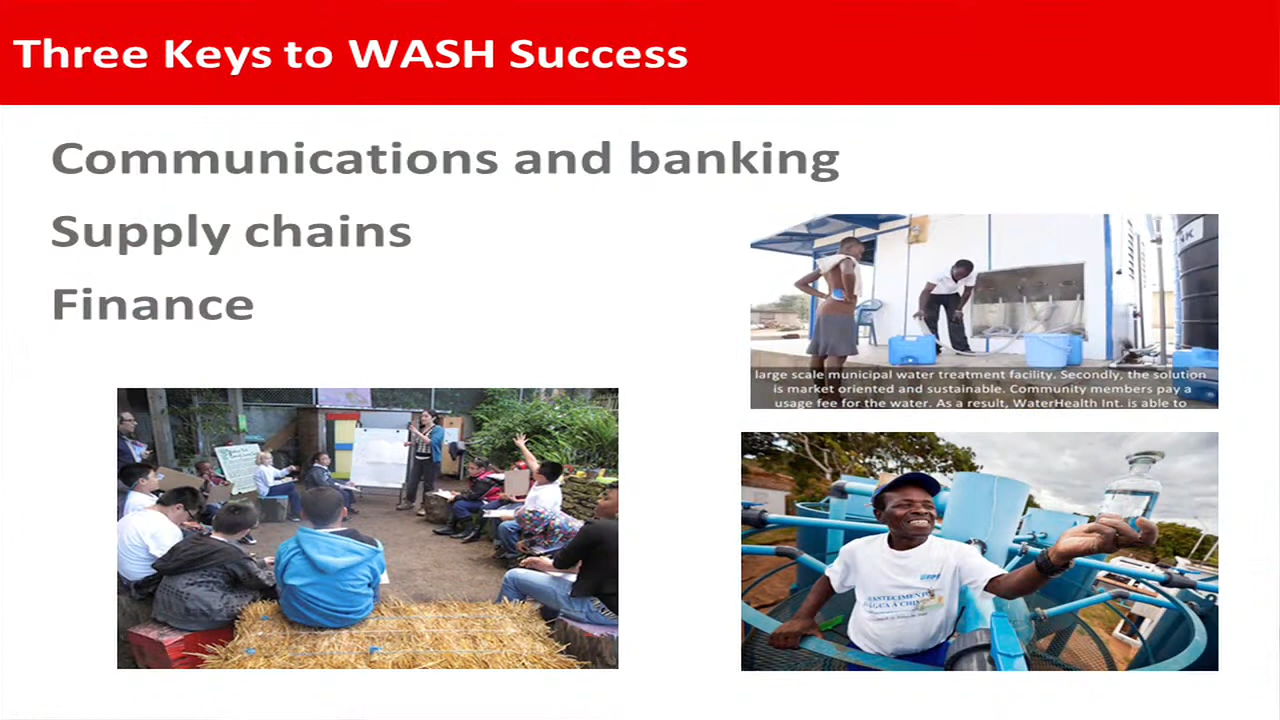 Three Keys to WASH Success
Communications and banking
Supply chains
Finance
NK
large scale municipal water treatment facility. Secondly, the solution
is market oriented and sustainable. Community members pay a
usage fee for the water. As a result, WaterHealth Int. is able to